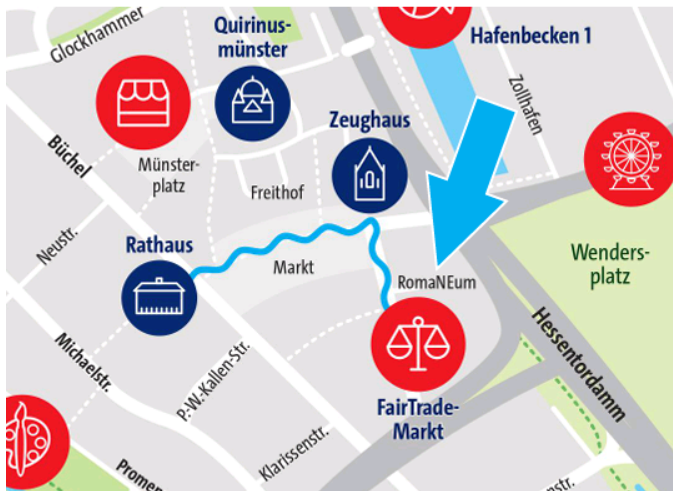 Glockhammer
Quirinus-
münster
Hafenbecken 1
Zollhafen
Zeughaus
Büchel
Münster-
platz
Freithof
Neustr.
Rathaus
Markt
RomaNEum
Wenders-
platz
Hessentordamm
Michaelstr.
P.-W.-Kallen-Str.
FairTrade-
Markt
Klarissenstr.